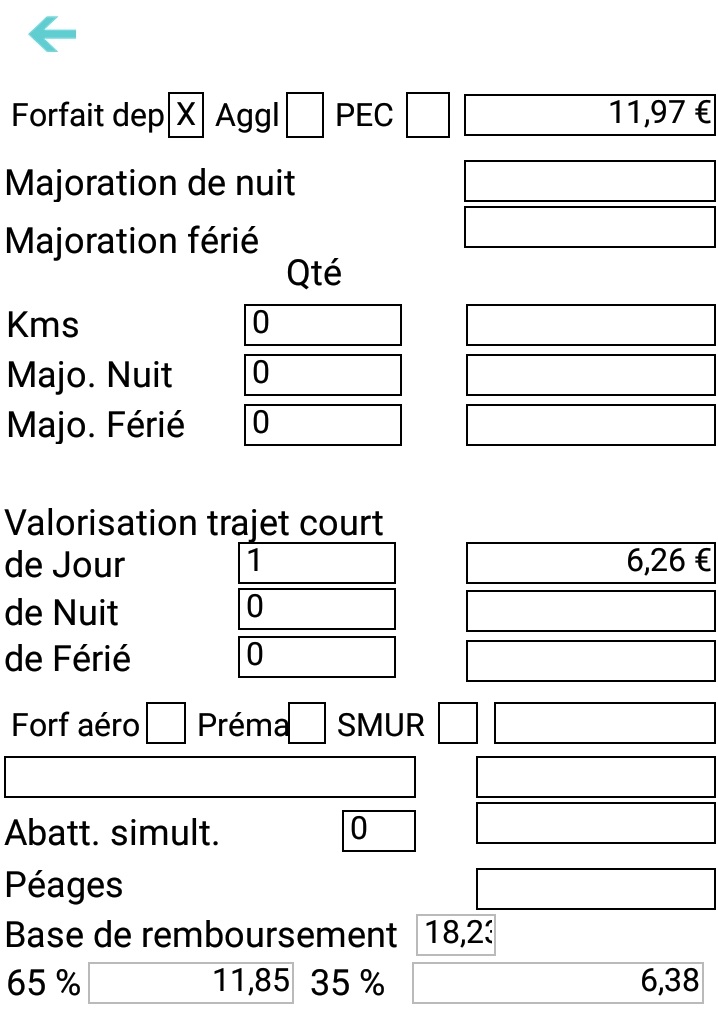 Forfait dep X Aggl PEC 11,97 €
Majoration de nuit
Majoration férié
Qté
Kms 0
Majo. Nuit 0
Majo. Férié 0
Valorisation trajet court
de Jour 1 6,26 €
de Nuit 0
de Férié 0
Forf aéro Préma SMUR
Abatt. simult. 0
Péages
Base de remboursement 18,23
65 % 11,85 35 % 6,38